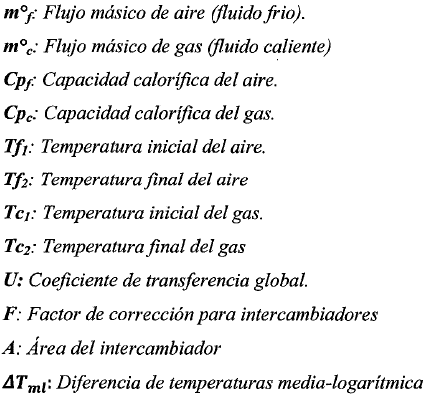 m°f: Flujo másico de aire (fluido frio).
m°c: Flujo másico de gas (fluido caliente)
Cpf: Capacidad calorífica del aire.
Cpc: Capacidad calorífica del gas.
Tf1: Temperatura inicial del aire.
Tf2: Temperatura final del aire
Tc1: Temperatura inicial del gas.
Tc2: Temperatura final del gas
U: Coeficiente de transferencia global.
F: Factor de corrección para intercambiadores
A: Área del intercambiador
ΔTml: Diferencia de temperaturas media-logarítmica